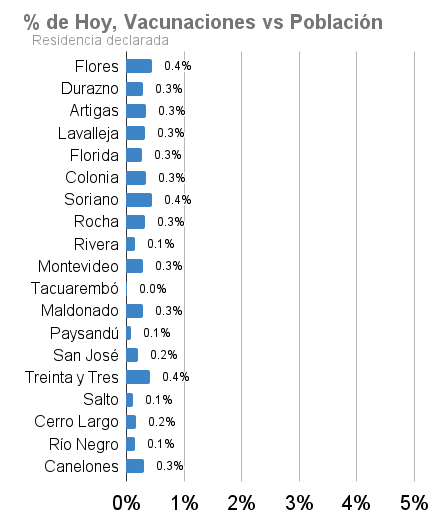 % de Hoy, Vacunaciones vs Población
Residencia declarada
Flores 0.4%
Durazno 0.3%
Artigas 0.3%
Lavalleja 0.3%
Florida 0.3%
Colonia 0.3%
Soriano 0.4%
Rocha 0.3%
Rivera 0.1%
Montevideo 0.3%
Tacuarembó 0.0%
Maldonado 0.3%
Paysandú 0.1%
San José 0.2%
Treinta y Tres 0.4%
Salto 0.1%
Cerro Largo 0.2%
Río Negro 0.1%
Canelones 0.3%
0% 1% 2% 3% 4% 5%